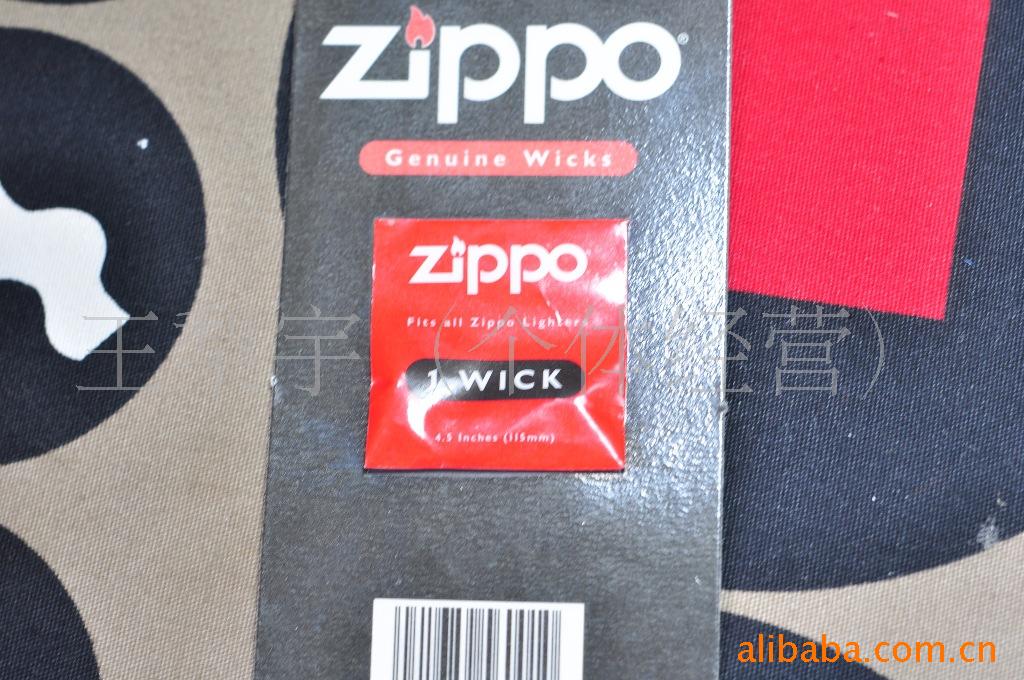 zippo®
Genuine Wicks
zippo
Fits all Zippo Lighters
1 WICK
4.5 Inches (115mm)
王 宇 (个体经营)
alibaba.com.cn